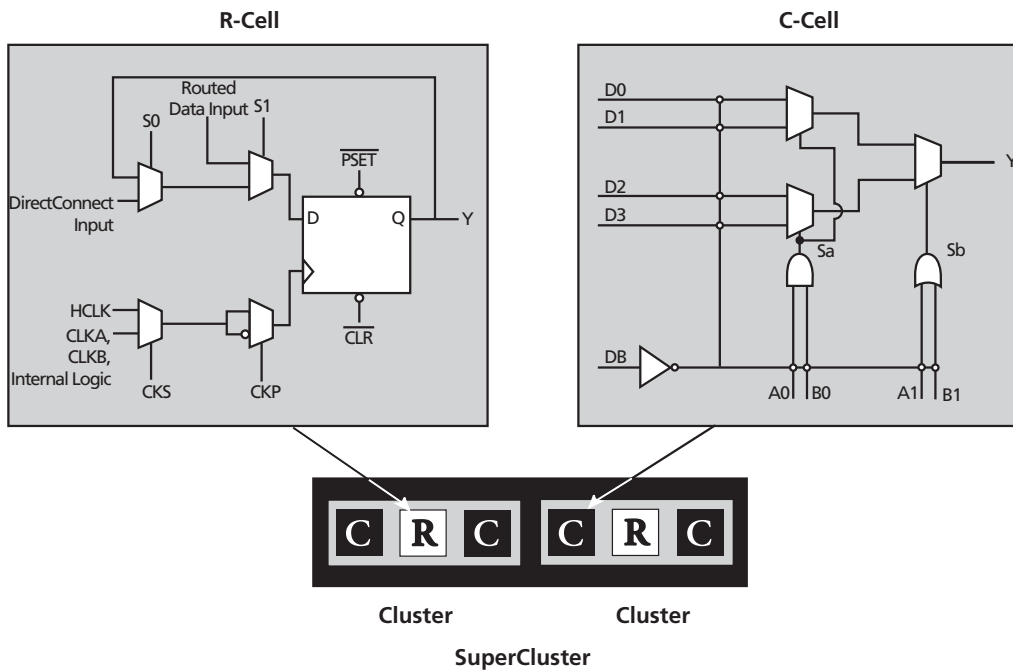 R-Cell
Routed
Data Input
S1
S0
PSET
DirectConnect
Input
D
Q
Y
HCLK
CLKA,
CLKB,
Internal Logic
CKS
CKP
CLR
C-Cell
D0
D1
D2
D3
Y
Sa
Sb
DB
A0
B0
A1
B1
C R C
C R C
Cluster
Cluster
SuperCluster